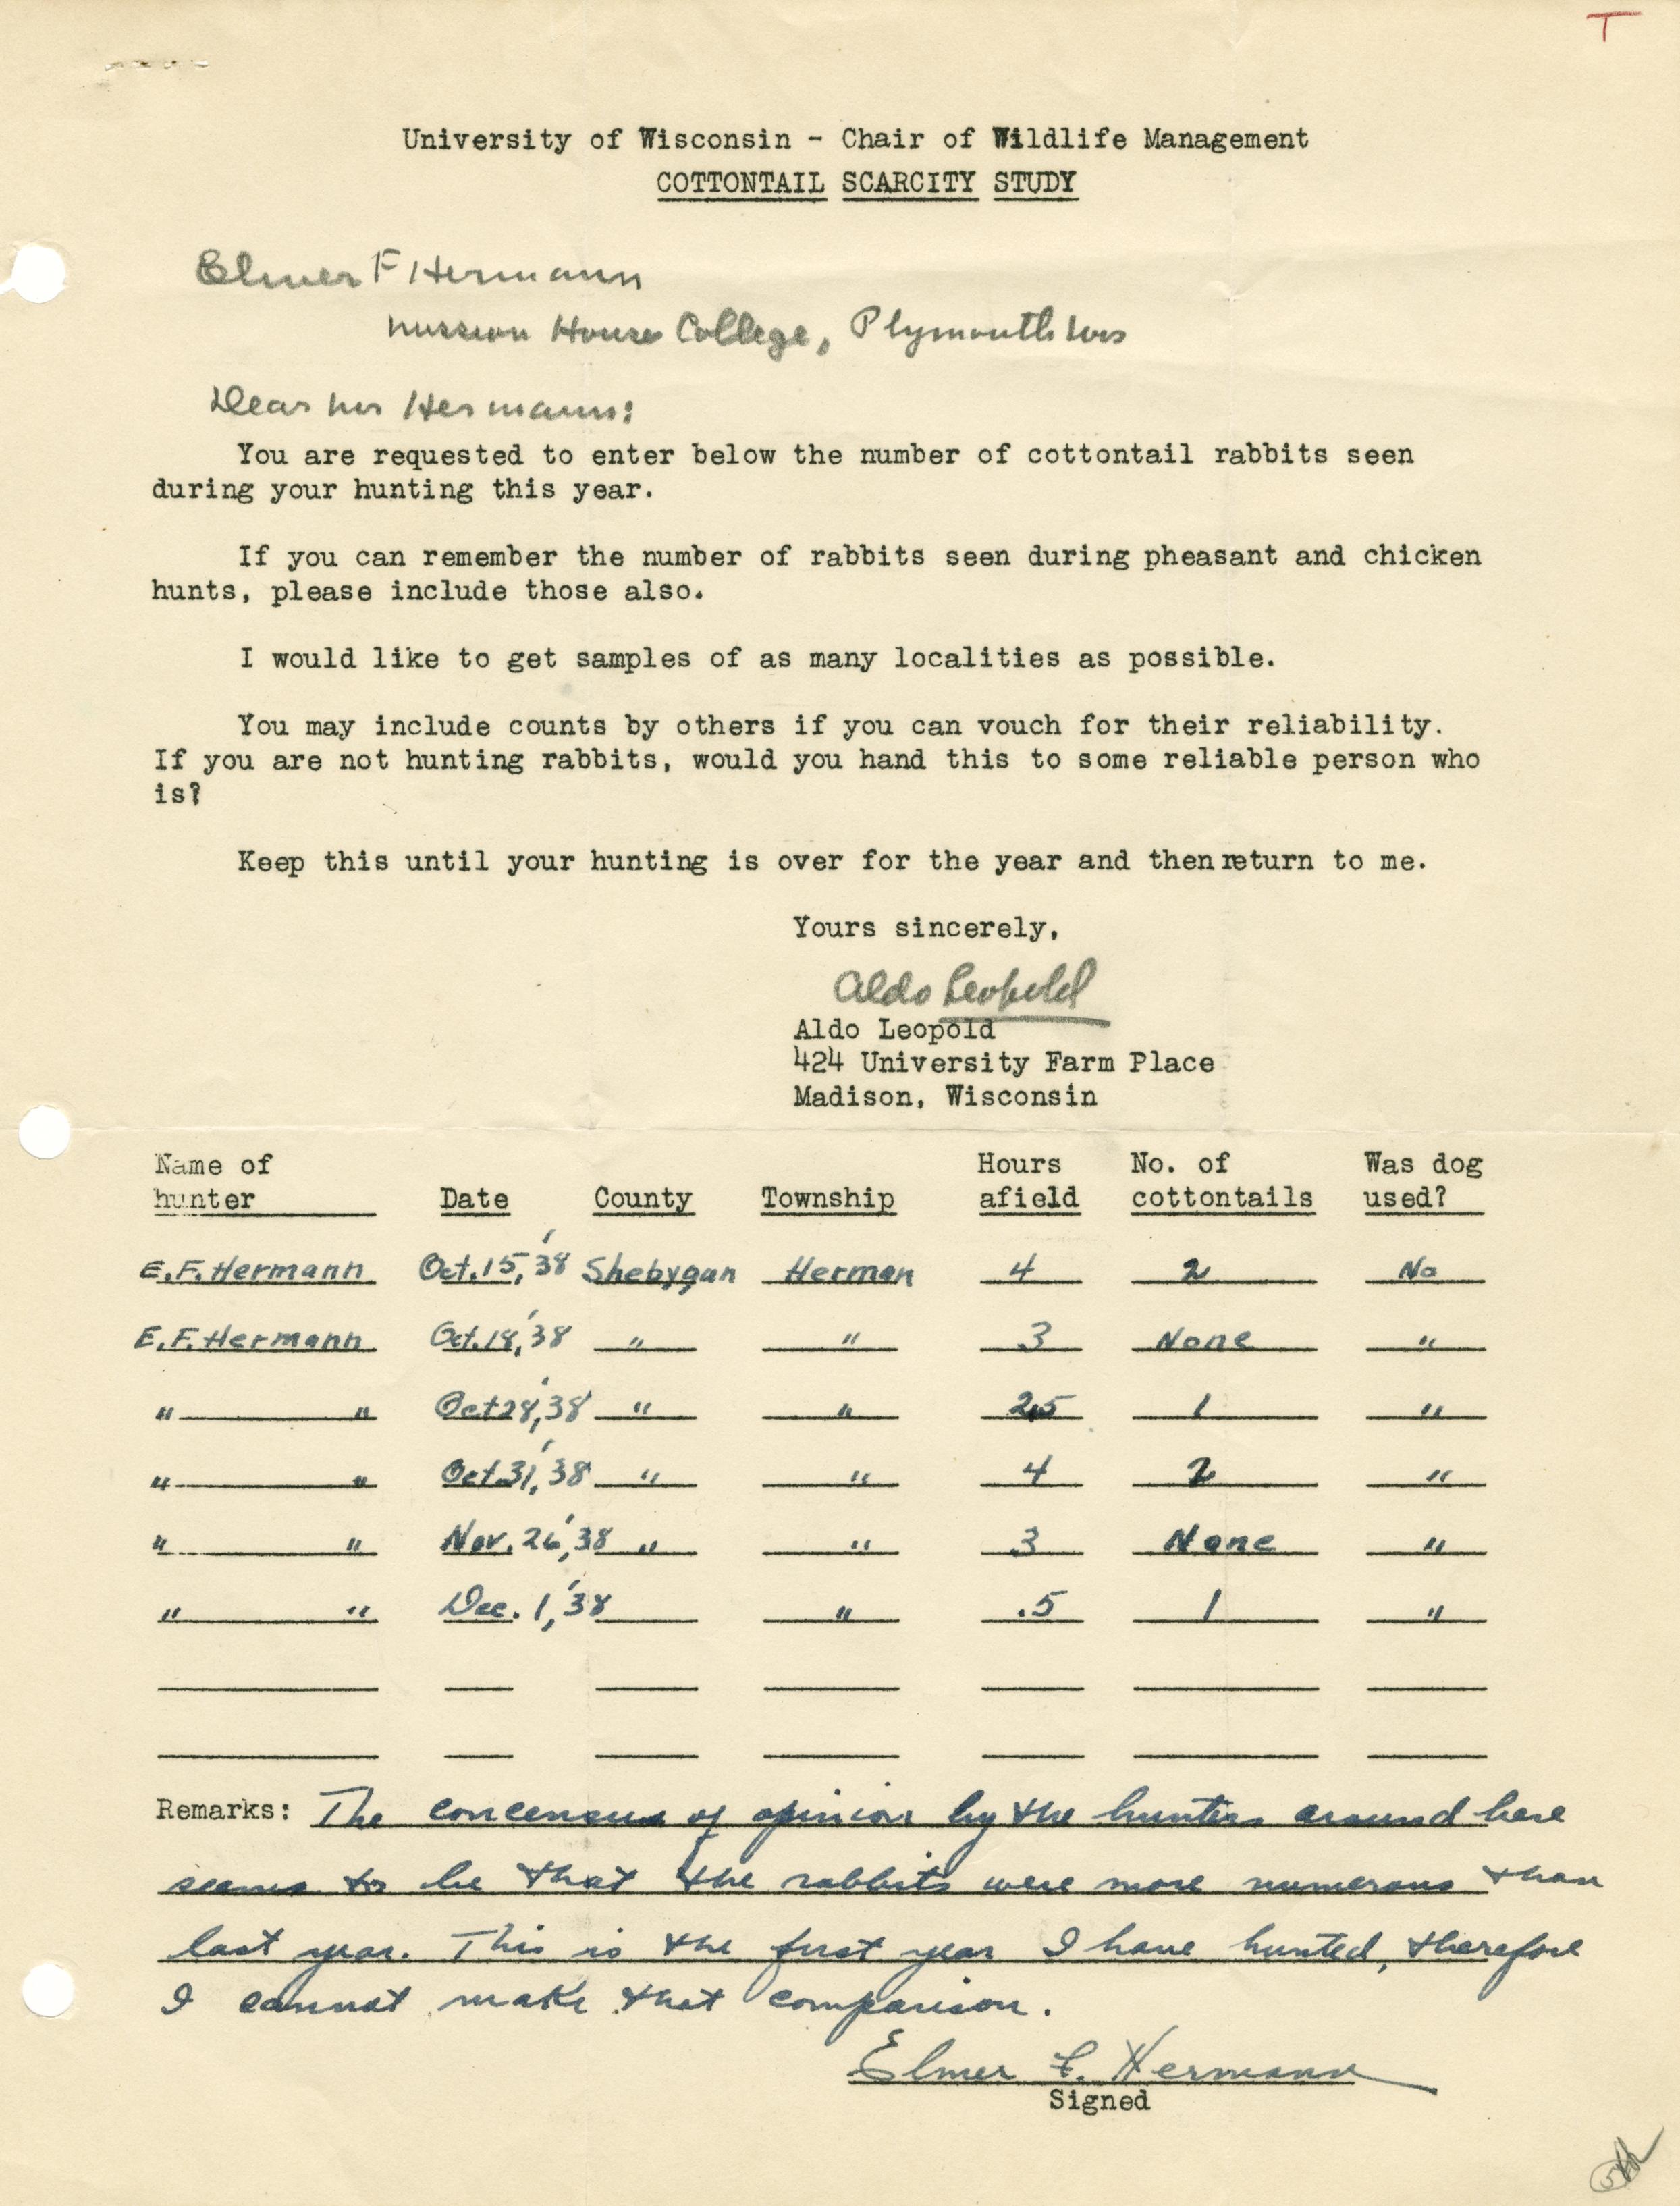 T
University of Wisconsin - Chair of Wildlife Management
COTTONTAIL SCARCITY STUDY
Elmer F Hermann
Mission House College, Plymouth Wis
Dear Mr Hermann:
You are requested to enter below the number of cottontail rabbits seen
during your hunting this year.
If you can remember the number of rabbits seen during pheasant and chicken
hunts, please include those also.
I would like to get samples of as many localities as possible.
You may include counts by others if you can vouch for their reliability.
If you are not hunting rabbits, would you hand this to some reliable person who
is?
Keep this until your hunting is over for the year and then return to me.
Yours sincerely,
Aldo Leopold
Aldo Leopold
424 University Farm Place
Madison, Wisconsin
Name of Hours No. of Was dog
hunter Date County Township afield cottontails used?
E.F. Hermann Oct. 15, '38 Shebygan Herman 4 2 No
E.F. Hermann Oct. 18, '38 " " 3 None "
" " Oct 28, '38 " " 2.5 1 "
" " Oct. 31, '38 " " 4 2 "
" " Nov. 26, '38 " " 3 None "
" " Dec. 1, '38 " .5 1 "
Remarks: The concensus of opinion by the hunters around here
seems to be that the rabbits were more numerous than
last year. This is the first year I have hunted, therefore
I cannot make that comparison.
Elmer F. Hermann
Signed